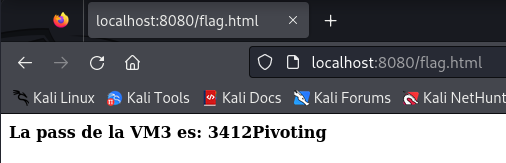 localhost:8080/flag.html
localhost:8080/flag.html
Kali Linux Kali Tools Kali Docs Kali Forums Kali NetHunt
La pass de la VM3 es: 3412Pivoting